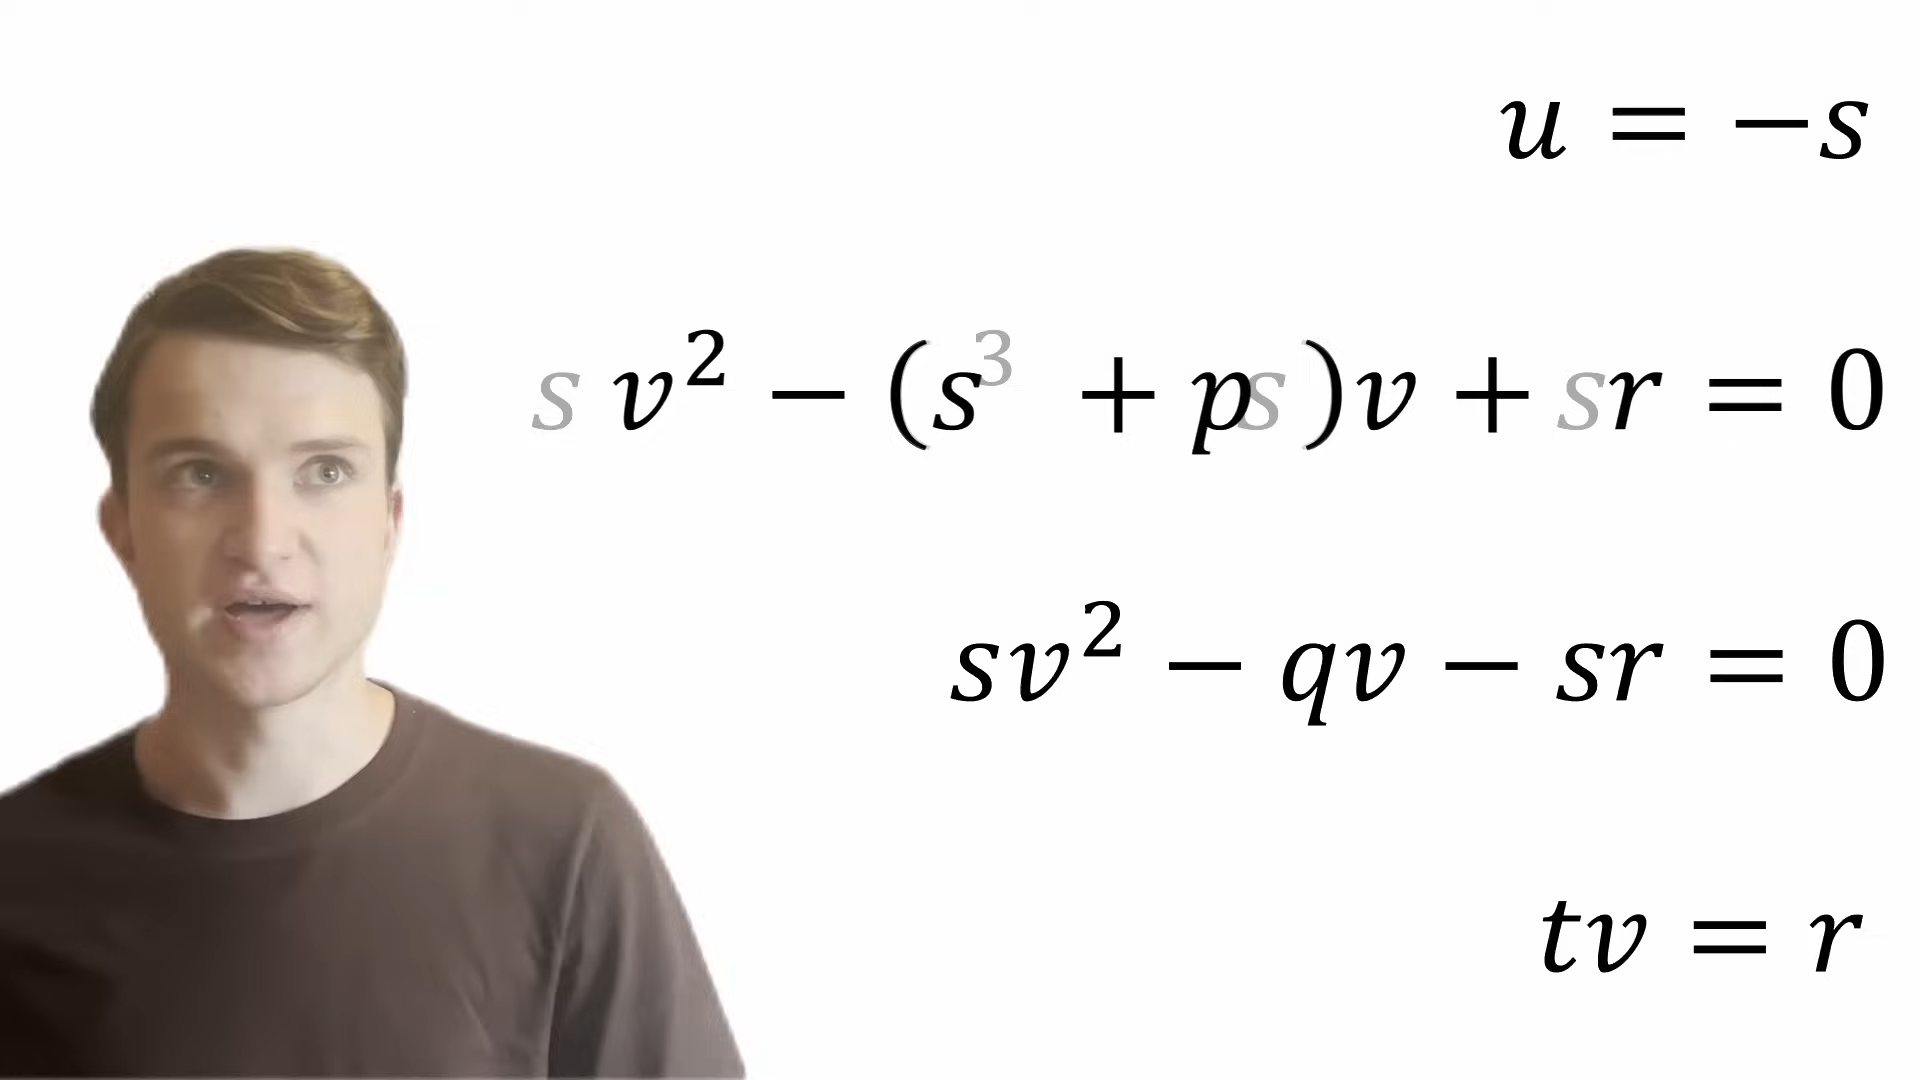 u = −s
s v² − (s³ + ps)v + sr = 0
sv² − qv − sr = 0
tv = r